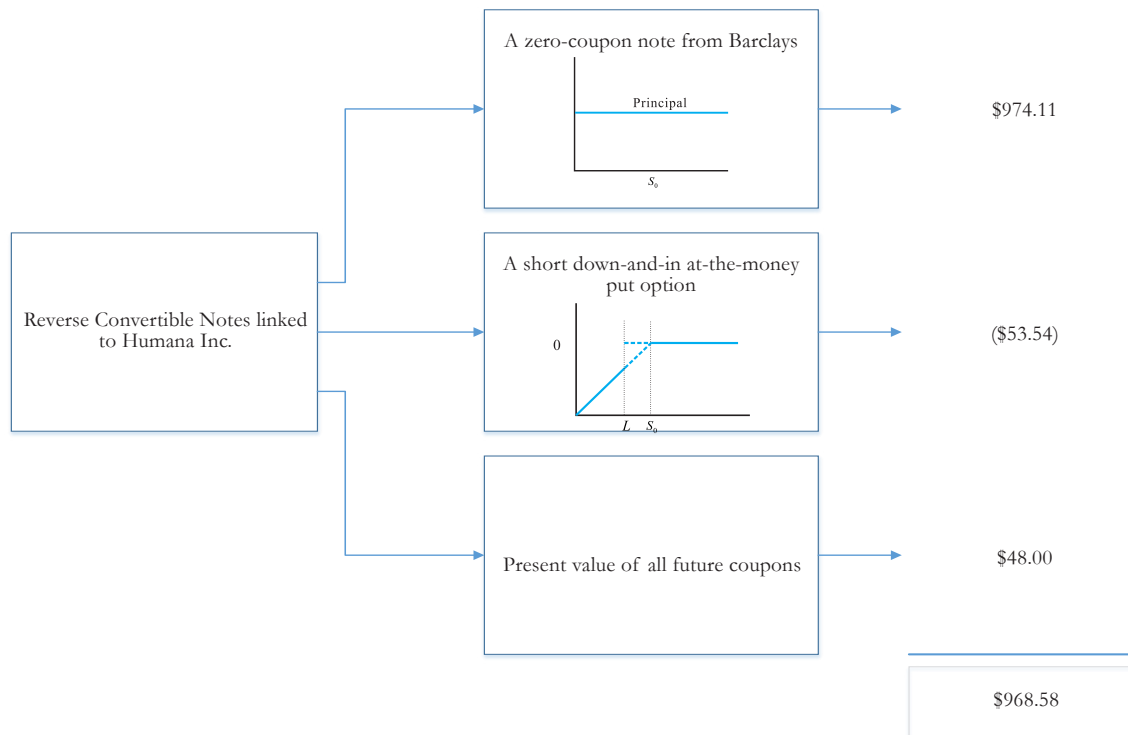 A zero-coupon note from Barclays
Principal
S₀
$974.11
Reverse Convertible Notes linked
to Humana Inc.
A short down-and-in at-the-money
put option
0
L S₀
($53.54)
Present value of all future coupons
$48.00
$968.58